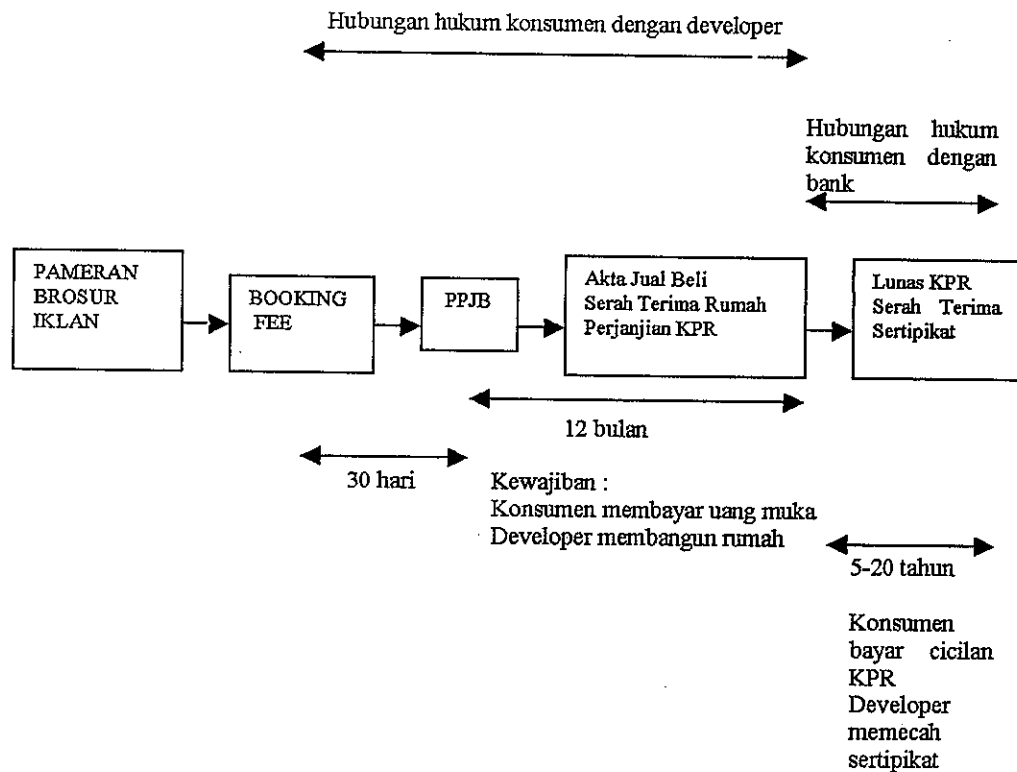 Hubungan hukum konsumen dengan developer
Hubungan hukum
konsumen dengan
bank
PAMERAN
BROSUR
IKLAN
BOOKING
FEE
PPJB
Akta Jual Beli
Serah Terima Rumah
Perjanjian KPR
Lunas KPR
Serah Terima
Sertipikat
12 bulan
30 hari
Kewajiban :
Konsumen membayar uang muka
Developer membangun rumah
5-20 tahun
Konsumen
bayar cicilan
KPR
Developer
memecah
sertipikat